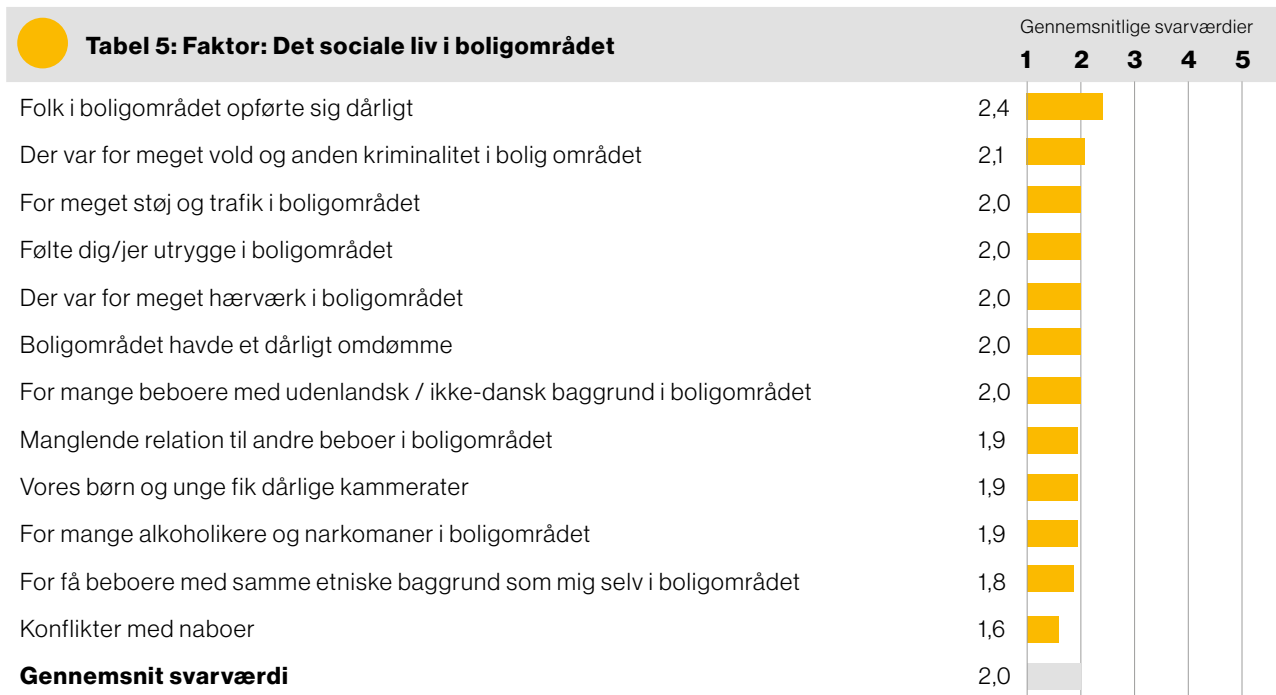 Tabel 5: Faktor: Det sociale liv i boligområdet
Gennemsnitlige svarværdier
1 2 3 4 5
Folk i boligområdet opførte sig dårligt 2,4
Der var for meget vold og anden kriminalitet i bolig området 2,1
For meget støj og trafik i boligområdet 2,0
Følte dig/jer utrygge i boligområdet 2,0
Der var for meget hærværk i boligområdet 2,0
Boligområdet havde et dårligt omdømme 2,0
For mange beboere med udenlandsk / ikke-dansk baggrund i boligområdet 2,0
Manglende relation til andre beboer i boligområdet 1,9
Vores børn og unge fik dårlige kammerater 1,9
For mange alkoholikere og narkomaner i boligområdet 1,9
For få beboere med samme etniske baggrund som mig selv i boligområdet 1,8
Konflikter med naboer 1,6
Gennemsnit svarværdi 2,0